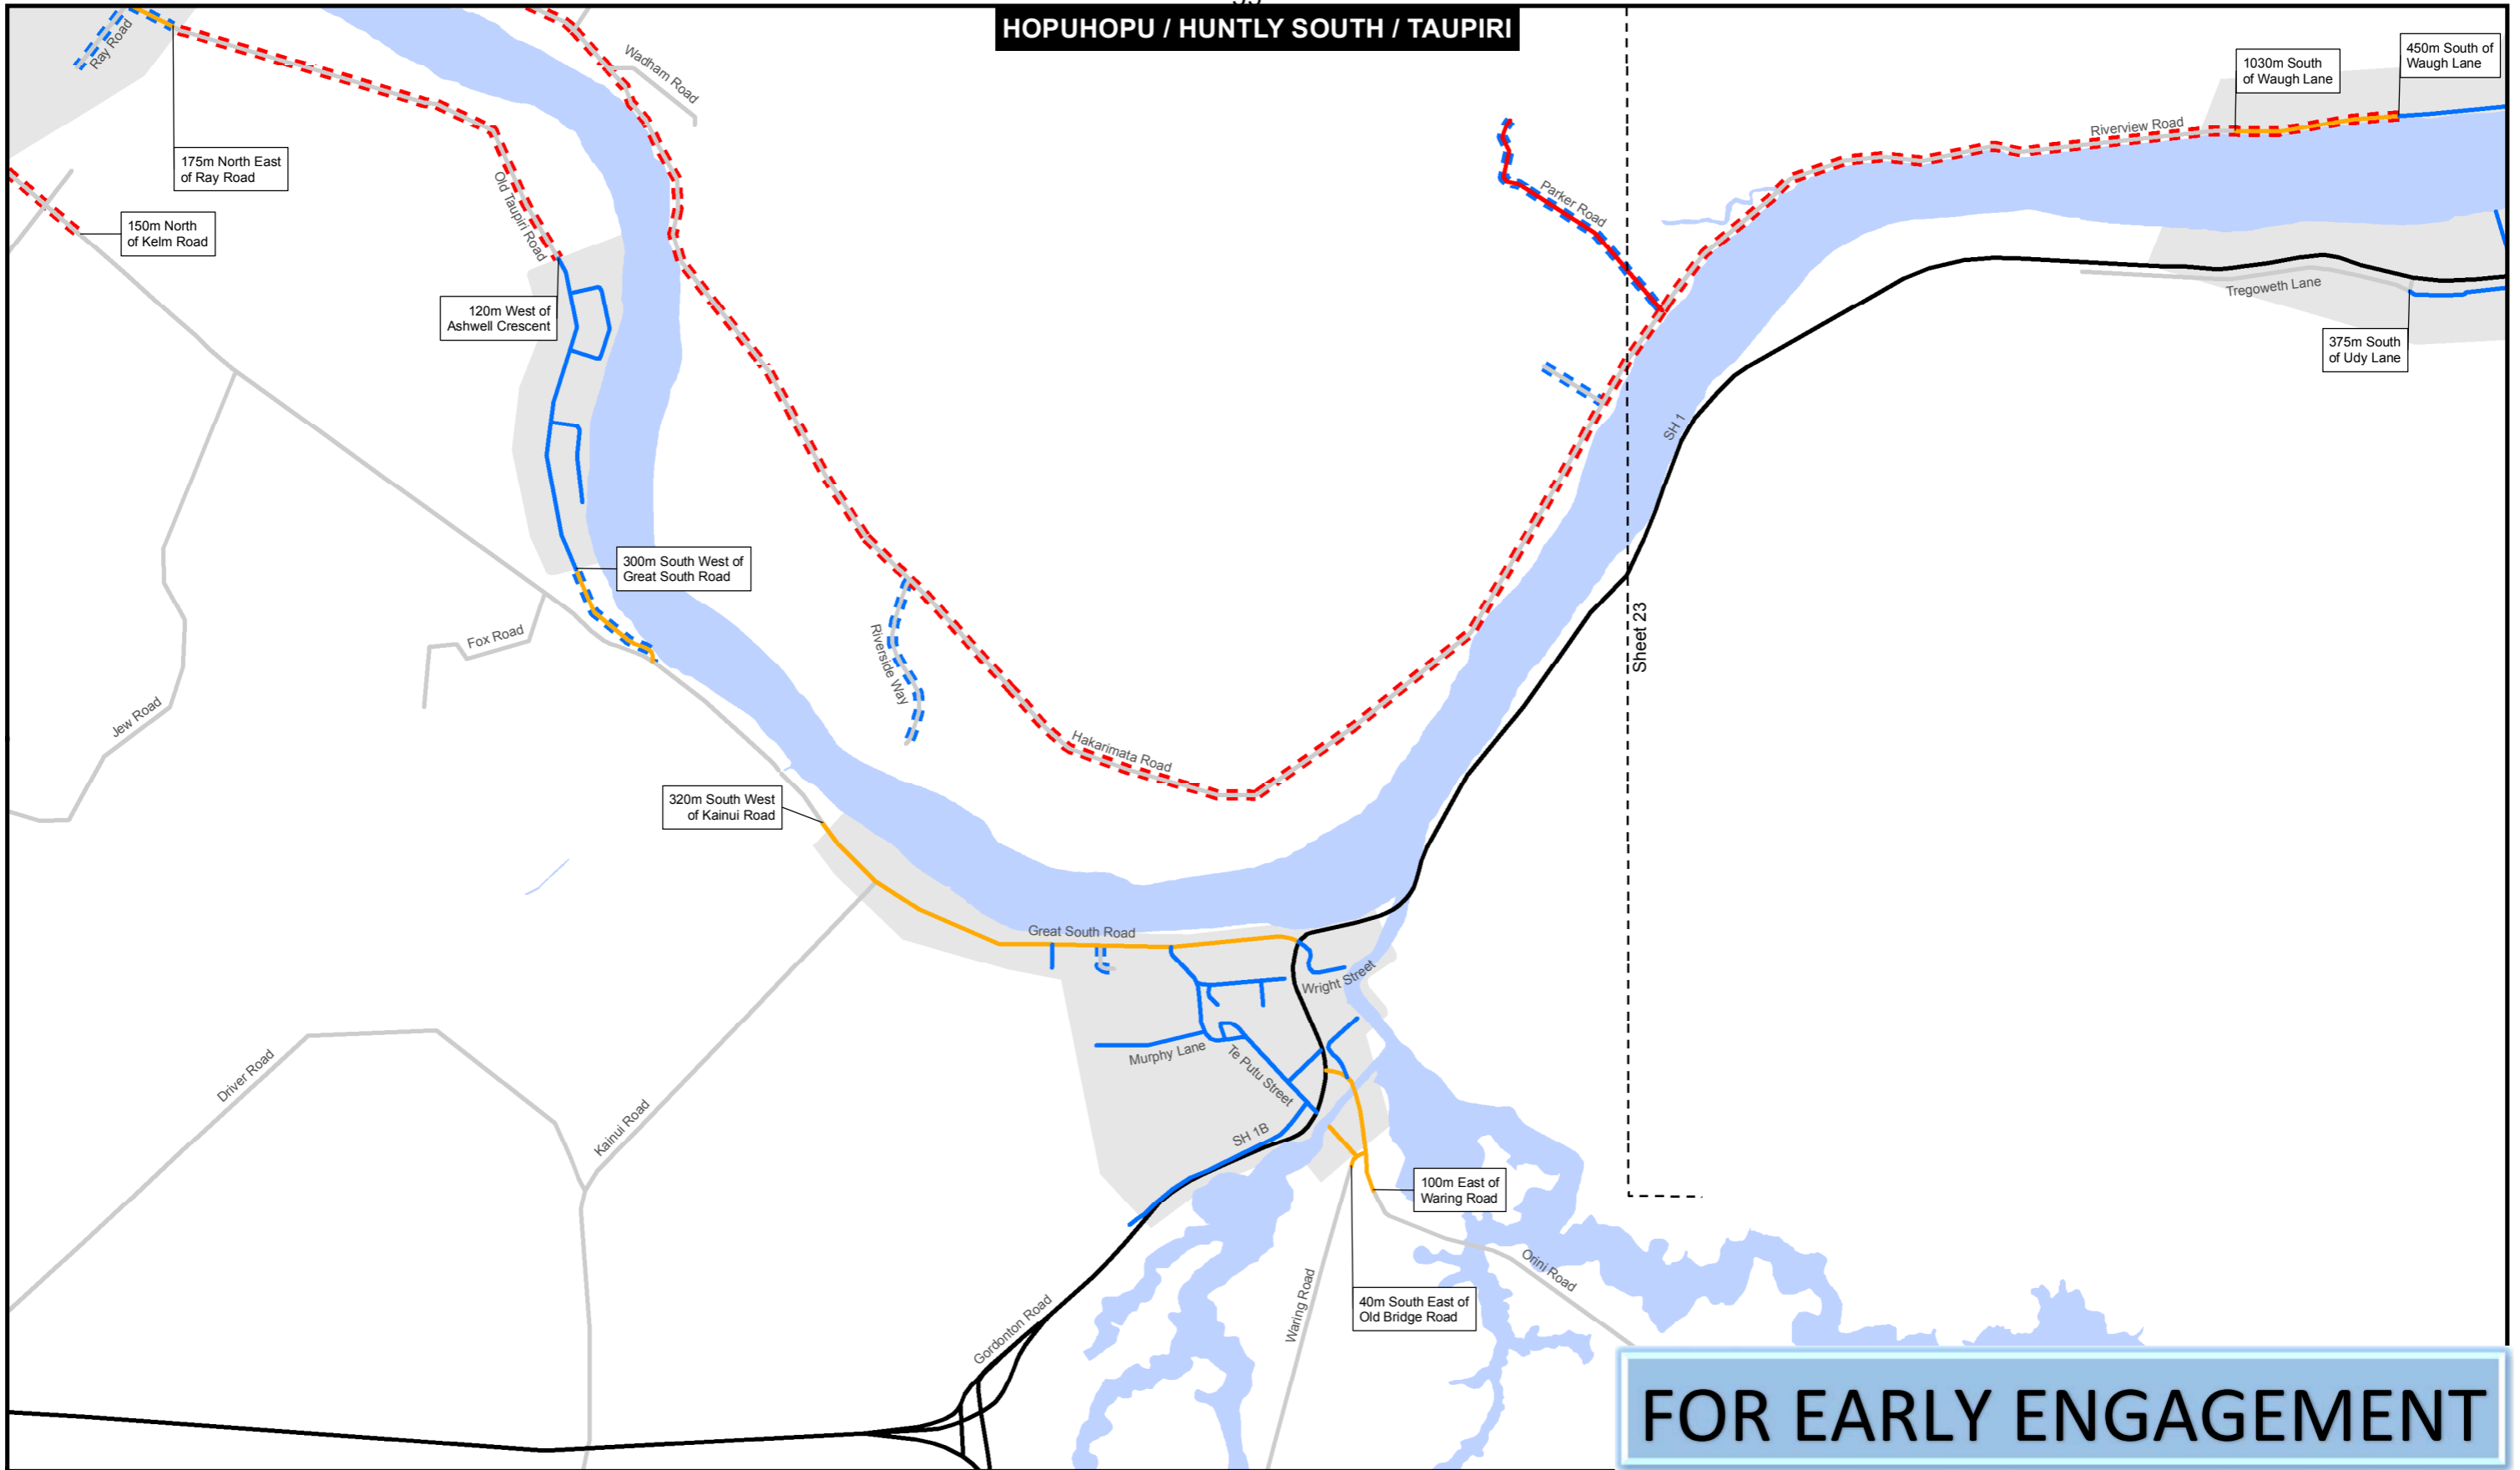 HOPUHOPU / HUNTLY SOUTH / TAUPIRI
Ray Road
Wadham Road
175m North East
of Ray Road
150m North
of Kelm Road
Old Taupiri Road
120m West of
Ashwell Crescent
Parker Road
Riverview Road
1030m South
of Waugh Lane
450m South of
Waugh Lane
Tregoweth Lane
375m South
of Udy Lane
SH 1
300m South West of
Great South Road
Fox Road
Jew Road
Riverside Way
Hakarimata Road
Sheet 23
320m South West
of Kainui Road
Great South Road
Wright Street
Murphy Lane
Te Putu Street
SH 1B
Driver Road
Kainui Road
100m East of
Waring Road
40m South East of
Old Bridge Road
Orini Road
Waring Road
Gordonton Road
FOR EARLY ENGAGEMENT